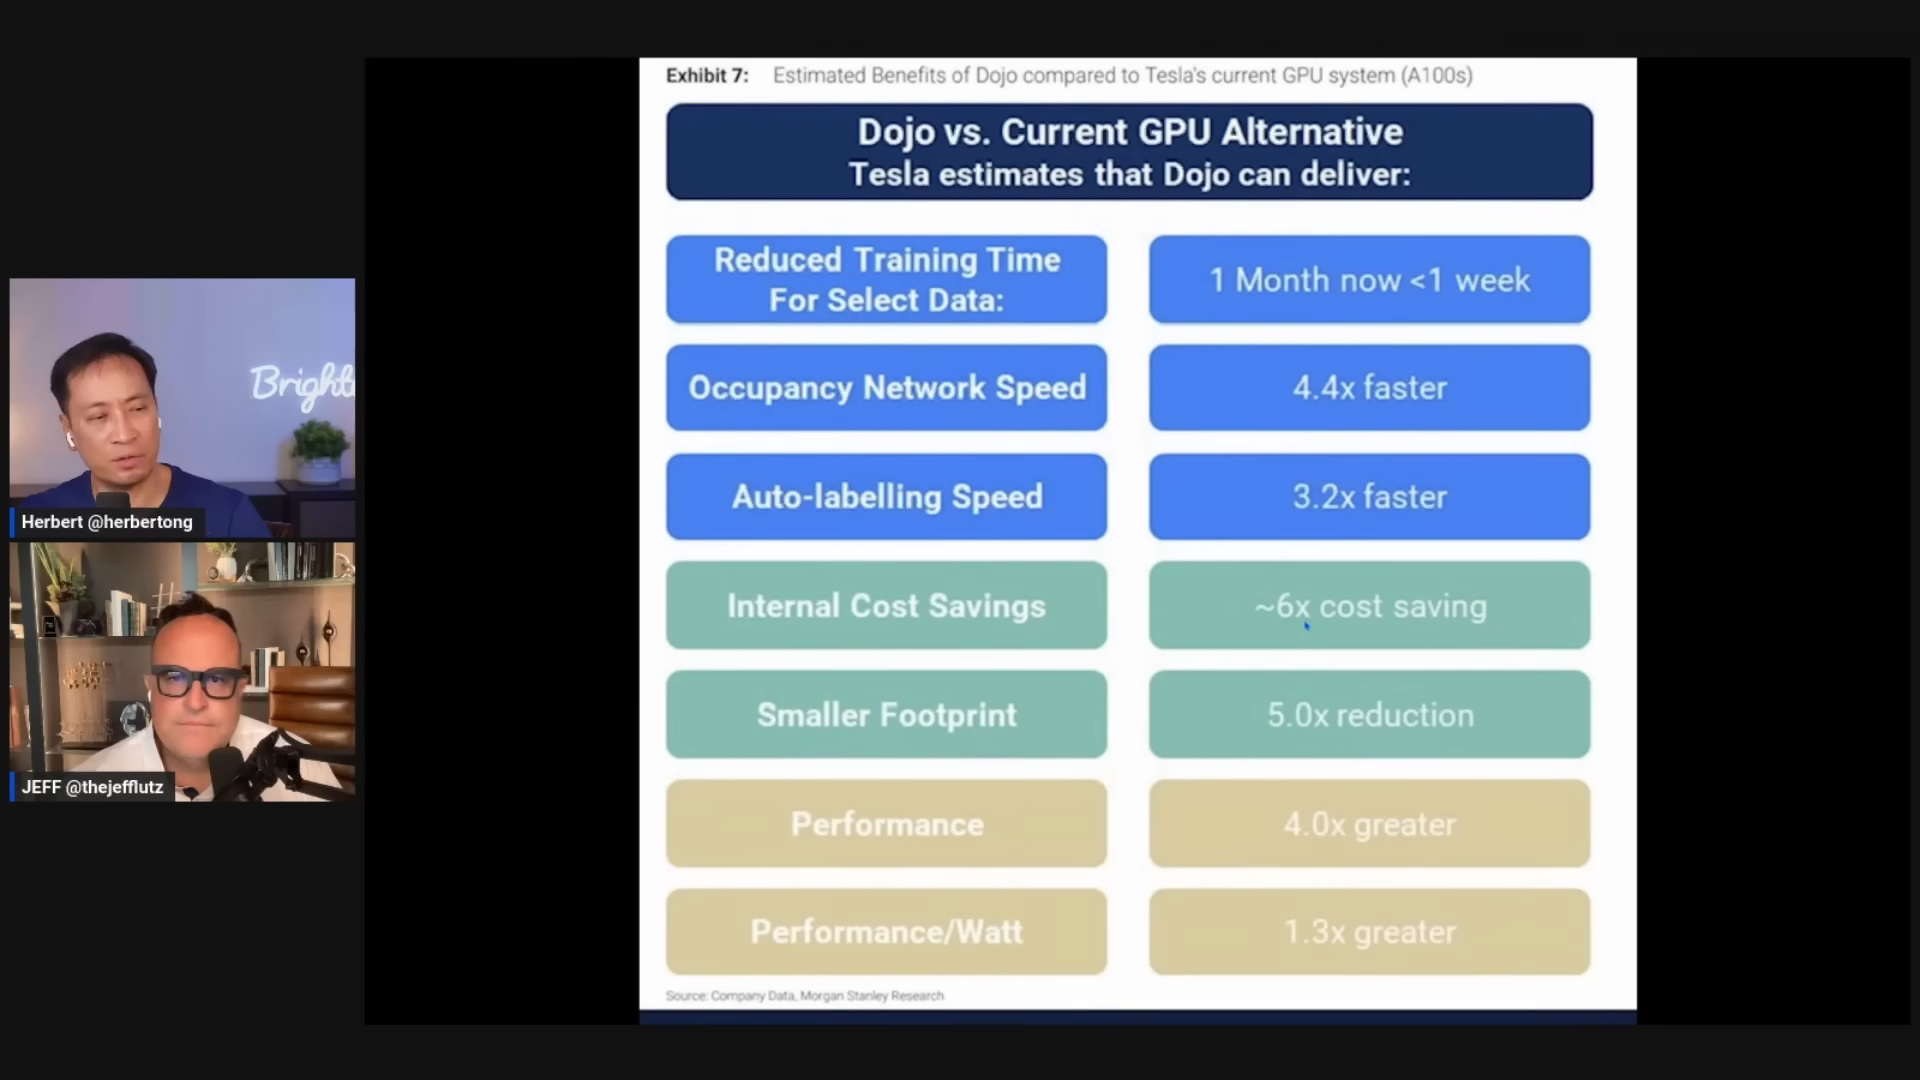 Exhibit 7: Estimated Benefits of Dojo compared to Tesla's current GPU system (A100s)
Dojo vs. Current GPU Alternative
Tesla estimates that Dojo can deliver:
Reduced Training Time
For Select Data:
1 Month now <1 week
Occupancy Network Speed
4.4x faster
Auto-labelling Speed
3.2x faster
Internal Cost Savings
~6x cost saving
Smaller Footprint
5.0x reduction
Performance
4.0x greater
Performance/Watt
1.3x greater
Source: Company Data, Morgan Stanley Research
Herbert @herbertong
JEFF @thejefflutz